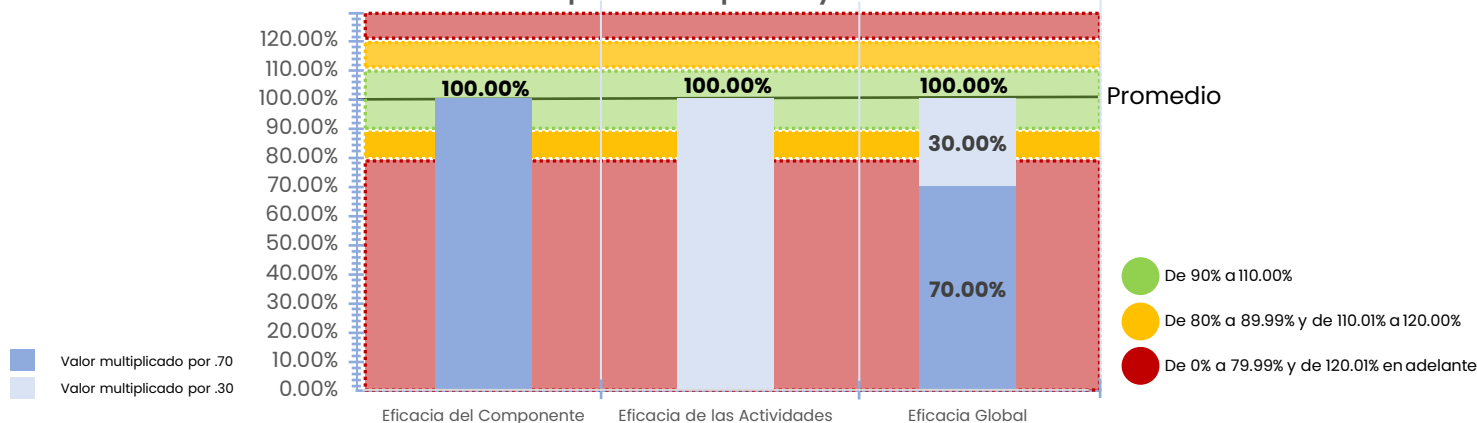 120.00%
110.00%
100.00%
90.00%
80.00%
70.00%
60.00%
50.00%
40.00%
30.00%
20.00%
10.00%
0.00%
100.00%
100.00%
100.00%
Promedio
30.00%
70.00%
De 90% a 110.00%
De 80% a 89.99% y de 110.01% a 120.00%
De 0% a 79.99% y de 120.01% en adelante
Valor multiplicado por .70
Valor multiplicado por .30
Eficacia del Componente
Eficacia de las Actividades
Eficacia Global